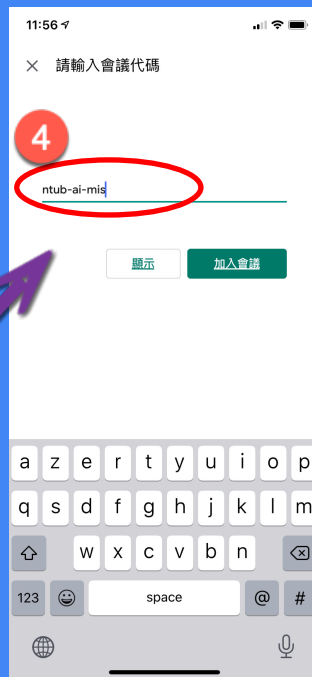 11:56
× 請輸入會議代碼
4
ntub-ai-mis
顯示 加入會議
a z e r t y u i o p
q s d f g h j k l m
w x c v b n
123 space @ #